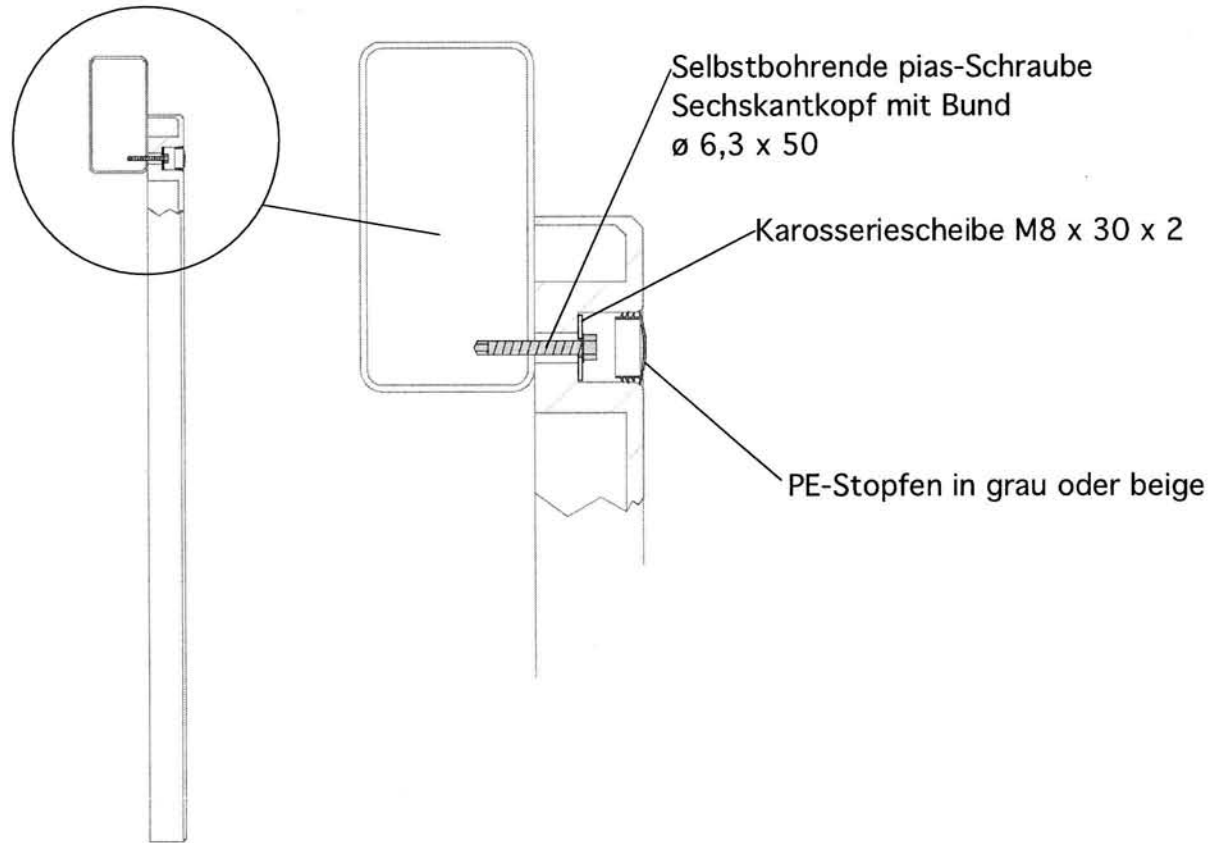 Selbstbohrende pias-Schraube
Sechskantkopf mit Bund
ø 6,3 x 50
Karosseriescheibe M8 x 30 x 2
PE-Stopfen in grau oder beige